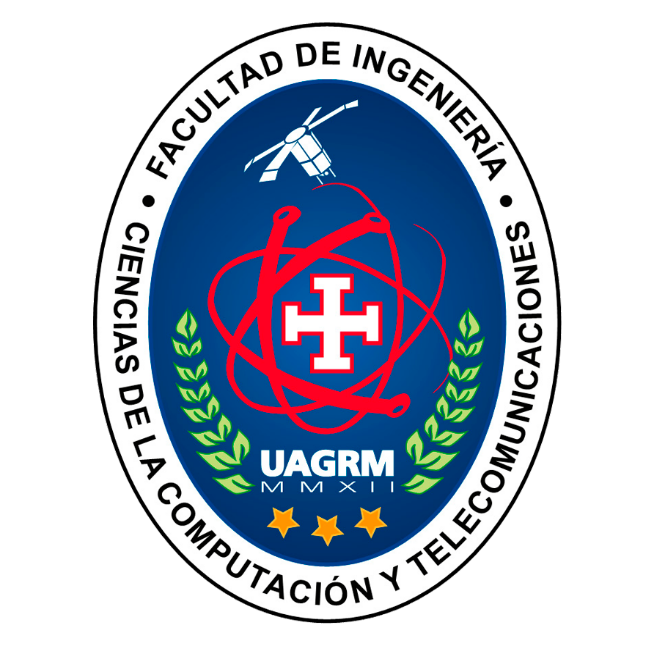 • FACULTAD DE INGENIERÍA •
CIENCIAS DE LA COMPUTACIÓN Y TELECOMUNICACIONES
UAGRM
MMXII